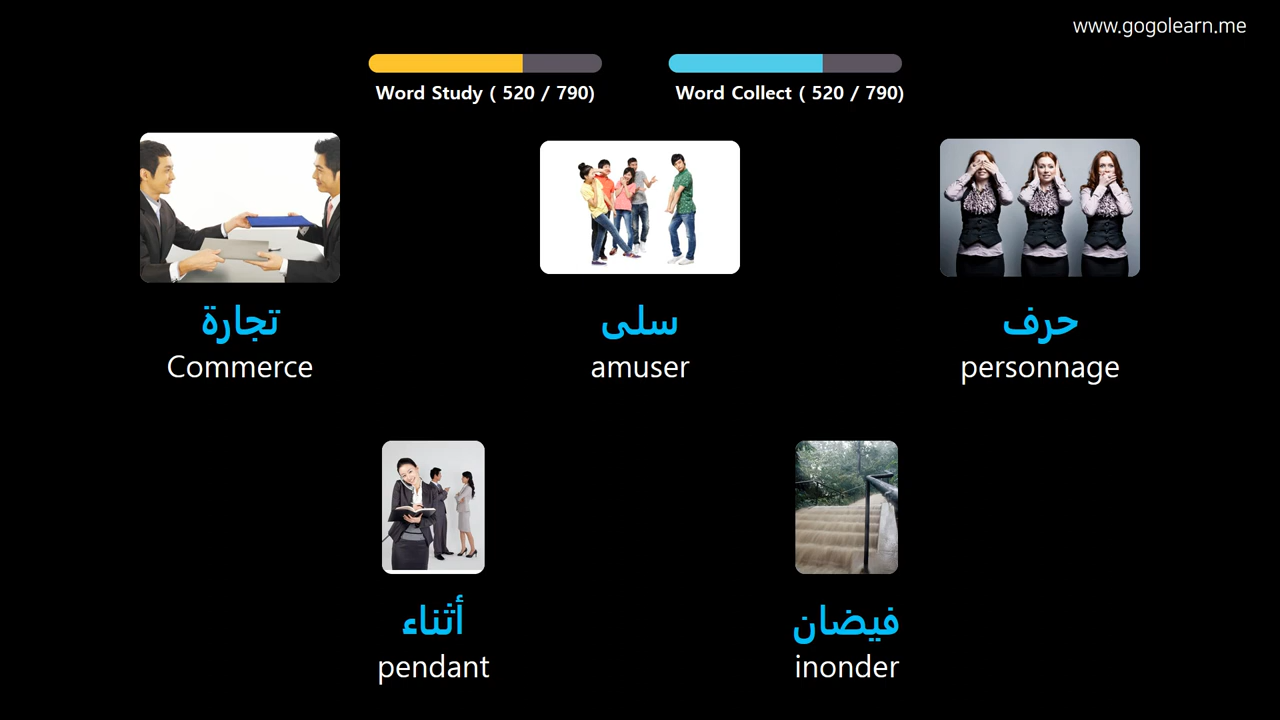 www.gogolearn.me
Word Study ( 520 / 790)
Word Collect ( 520 / 790)
تجارة
Commerce
سلى
amuser
حرف
personnage
أثناء
pendant
فيضان
inonder